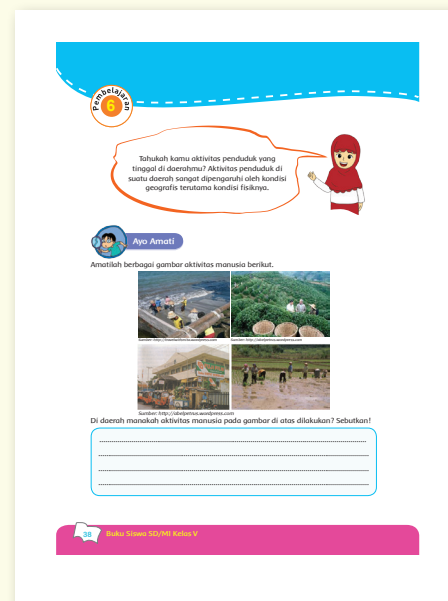 Pembelajaran
6
Tahukah kamu aktivitas penduduk yang
tinggal di daerahmu? Aktivitas penduduk di
suatu daerah sangat dipengaruhi oleh kondisi
geografis terutama kondisi fisiknya.
Ayo Amati
Amatilah berbagai gambar aktivitas manusia berikut.
Sumber: http://abdipetrus.wordpress.com
Sumber: http://abdipetrus.wordpress.com
Di daerah manakah aktivitas manusia pada gambar di atas dilakukan? Sebutkan!
38
Buku Siswa SD/MI Kelas V